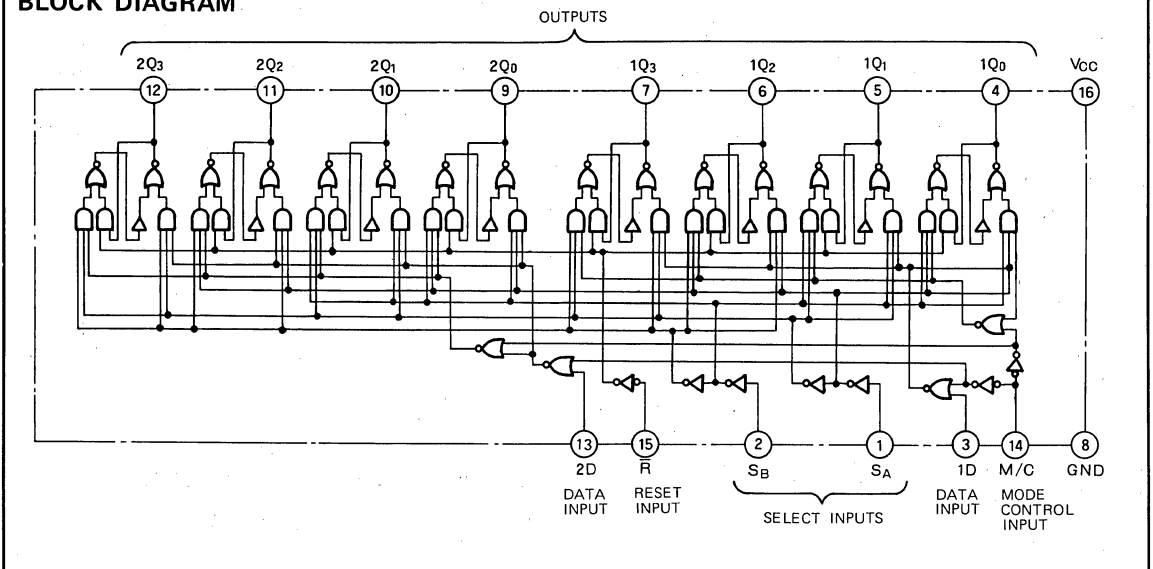 BLOCK DIAGRAM
OUTPUTS
2Q3 2Q2 2Q1 2Q0 1Q3 1Q2 1Q1 1Q0 VCC
12 11 10 9 7 6 5 4 16
13 15 2 1 3 14 8
2D R̅ SB SA 1D M/C GND
DATA INPUT
RESET INPUT
SELECT INPUTS
DATA INPUT
MODE CONTROL INPUT